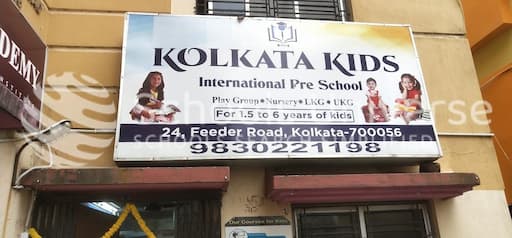 KOLKATA KIDS
International Pre School
Play Group • Nursery • LKG • UKG
For 1.5 to 6 years of kids
24, Feeder Road, Kolkata-700056
9830221198
Our Courses for Kids